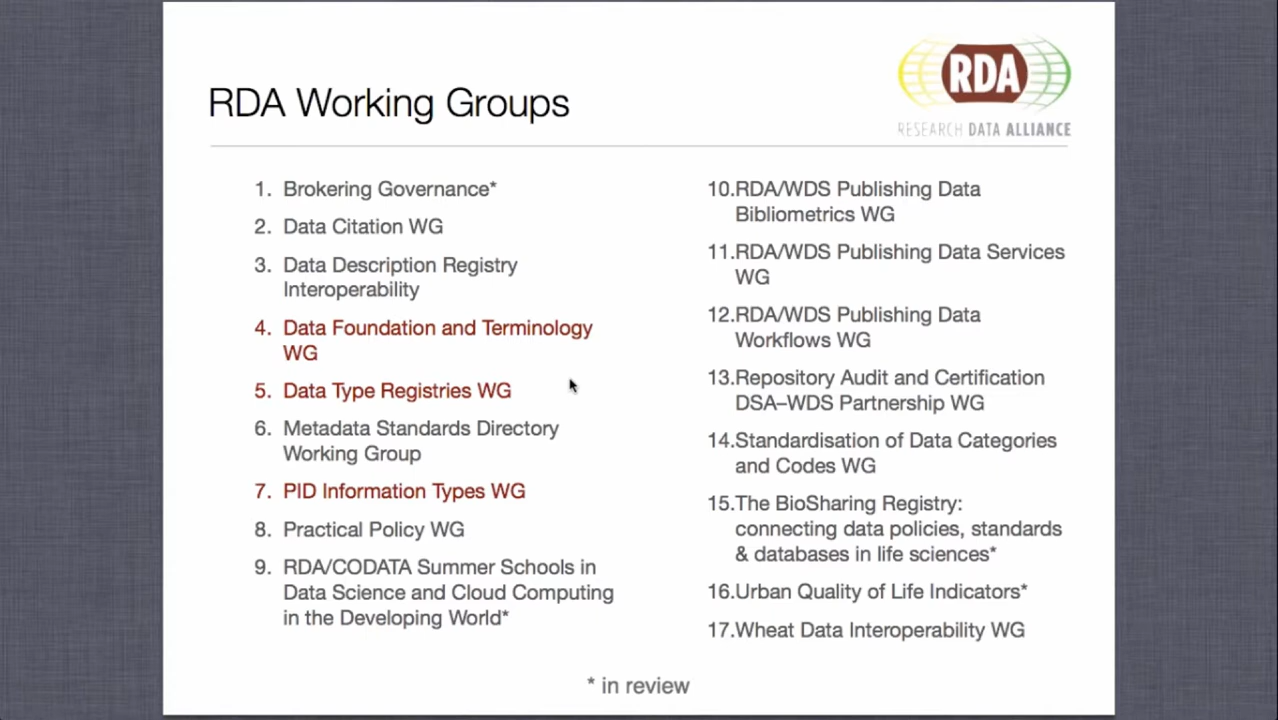 RDA Working Groups
RDA
RESEARCH DATA ALLIANCE
1. Brokering Governance*
2. Data Citation WG
3. Data Description Registry
Interoperability
4. Data Foundation and Terminology
WG
5. Data Type Registries WG
6. Metadata Standards Directory
Working Group
7. PID Information Types WG
8. Practical Policy WG
9. RDA/CODATA Summer Schools in
Data Science and Cloud Computing
in the Developing World*
10.RDA/WDS Publishing Data
Bibliometrics WG
11.RDA/WDS Publishing Data Services
WG
12.RDA/WDS Publishing Data
Workflows WG
13.Repository Audit and Certification
DSA–WDS Partnership WG
14.Standardisation of Data Categories
and Codes WG
15.The BioSharing Registry:
connecting data policies, standards
& databases in life sciences*
16.Urban Quality of Life Indicators*
17.Wheat Data Interoperability WG
* in review